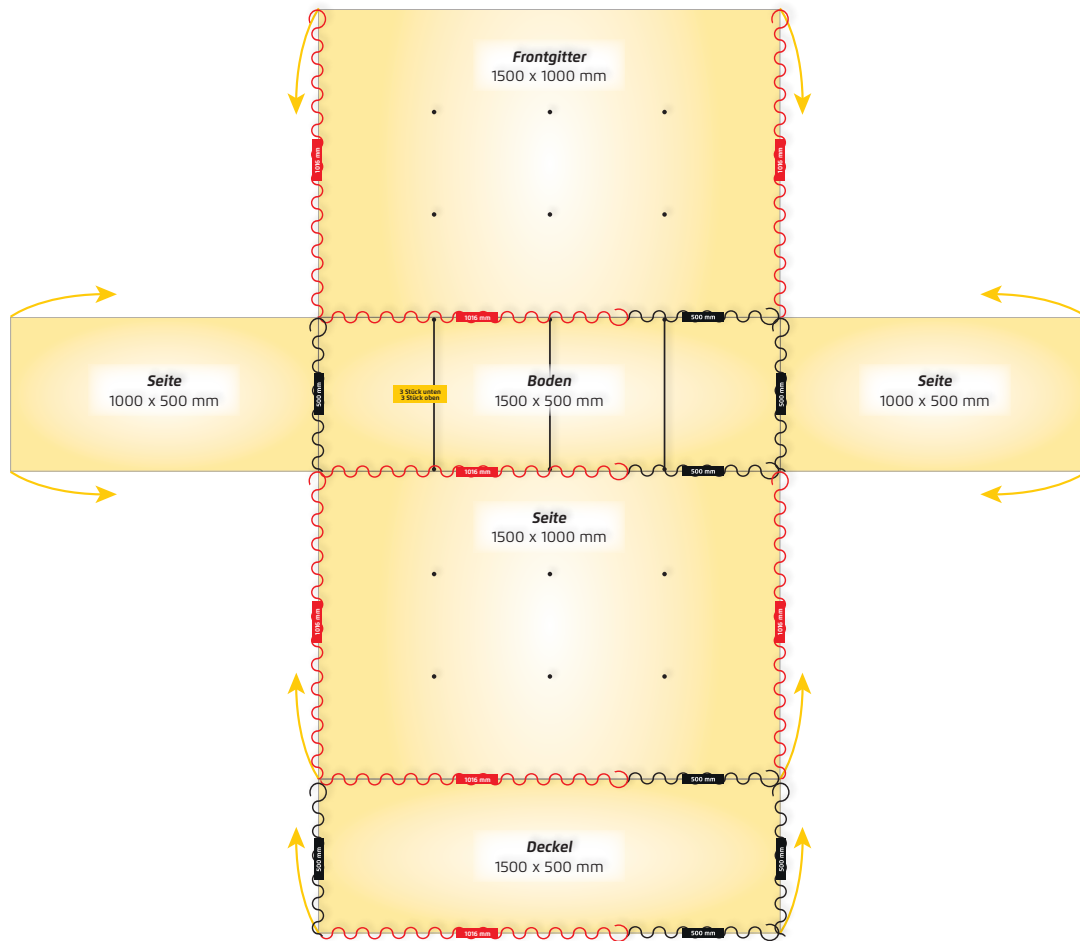 Frontgitter
1500 x 1000 mm
1016 mm
1016 mm
1016 mm
500 mm
Seite
1000 x 500 mm
500 mm
3 Stück unten
3 Stück oben
Boden
1500 x 500 mm
500 mm
Seite
1000 x 500 mm
1016 mm
500 mm
Seite
1500 x 1000 mm
1016 mm
1016 mm
1016 mm
500 mm
500 mm
Deckel
1500 x 500 mm
500 mm
1016 mm
500 mm